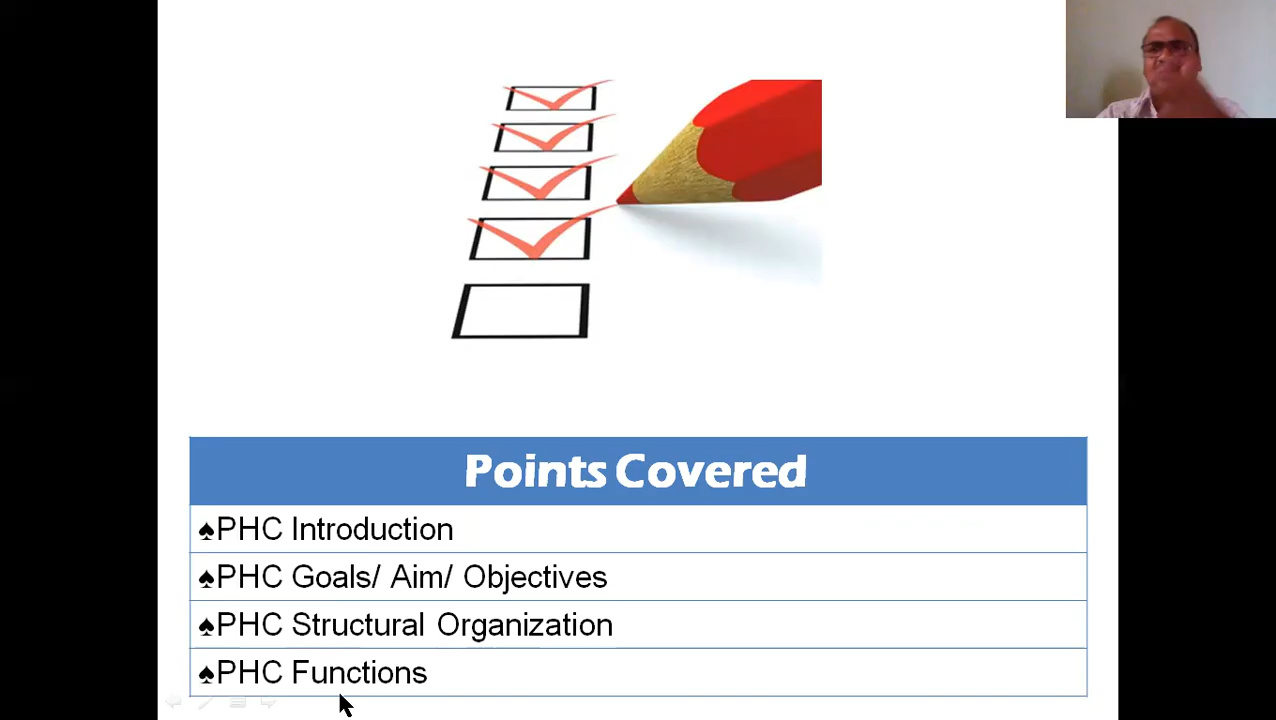 Points Covered
♠PHC Introduction
♠PHC Goals/ Aim/ Objectives
♠PHC Structural Organization
♠PHC Functions